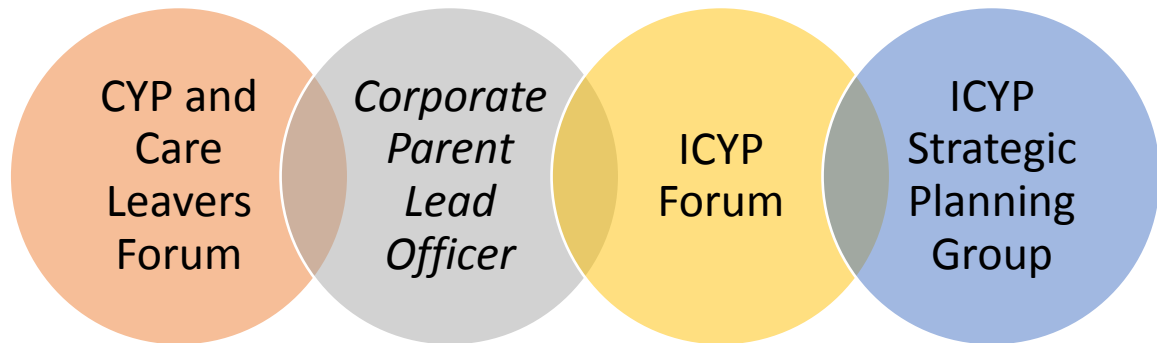 CYP and
Care
Leavers
Forum
Corporate
Parent
Lead
Officer
ICYP
Forum
ICYP
Strategic
Planning
Group